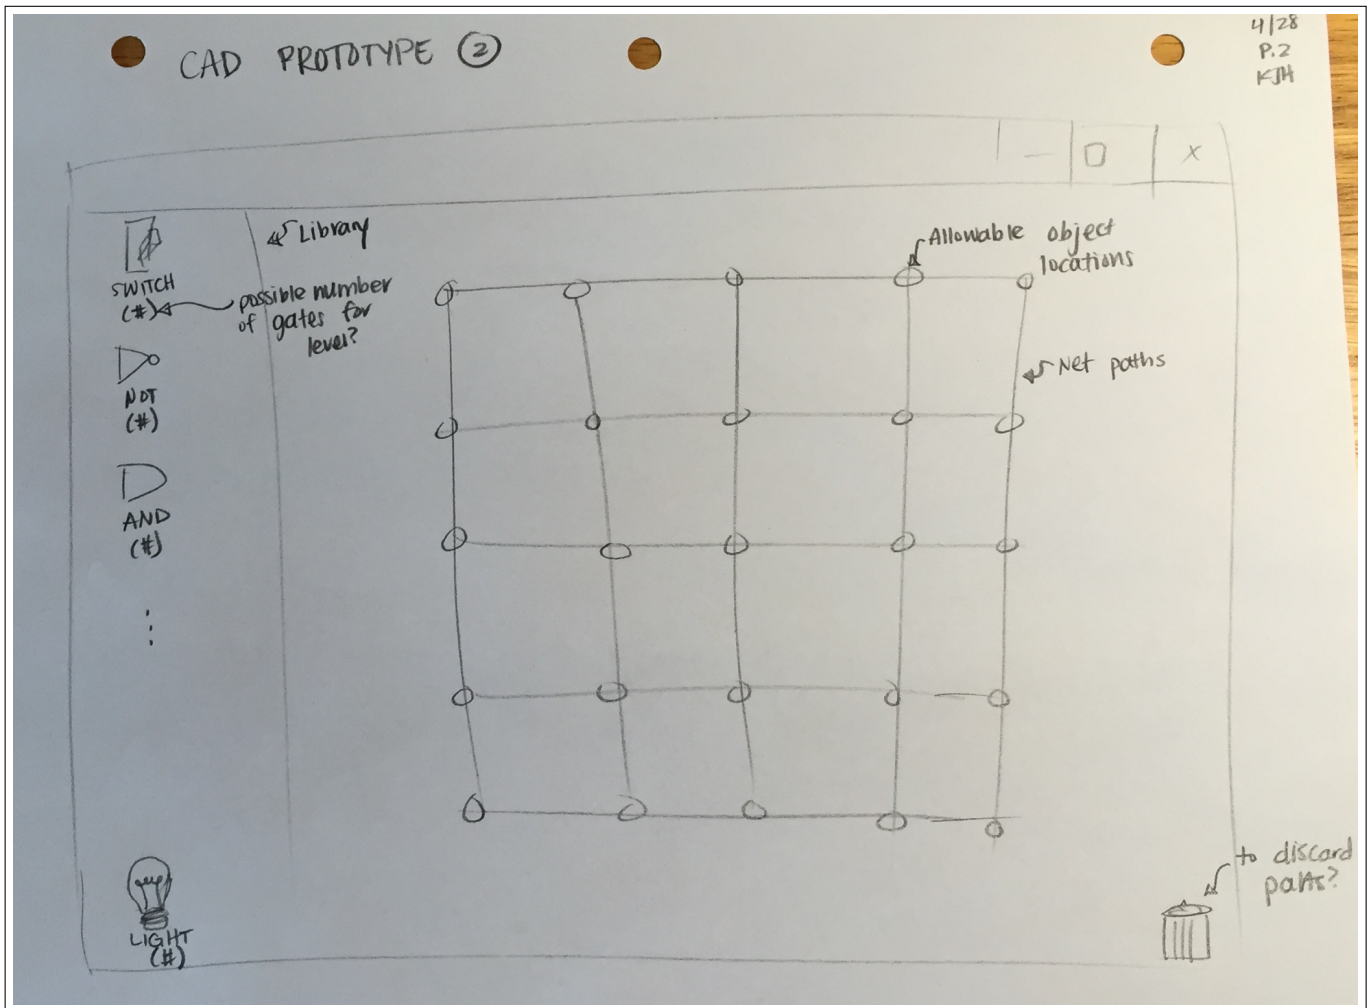 CAD PROTOTYPE ②
4/28
P.2
KJH
— □ X
Library
SWITCH
(#)
possible number
of gates for
level?
NOT
(#)
AND
(#)
⋮
LIGHT
(#)
Allowable object
locations
Net paths
to discard
parts?